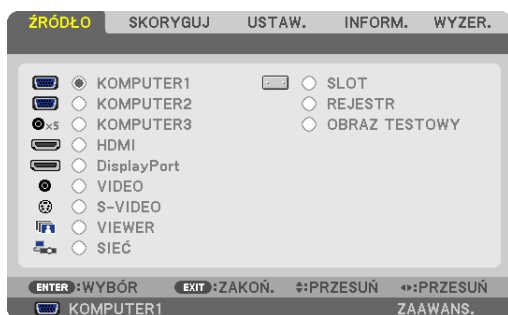 ŹRÓDŁO SKORYGUJ USTAW. INFORM. WYZER.
KOMPUTER1 SLOT
KOMPUTER2 REJESTR
×5 KOMPUTER3 OBRAZ TESTOWY
HDMI
DisplayPort
VIDEO
S-VIDEO
VIEWER
SIEĆ
ENTER:WYBÓR EXIT:ZAKOŃ. :PRZESUŃ :PRZESUŃ
KOMPUTER1 ZAAWANS.